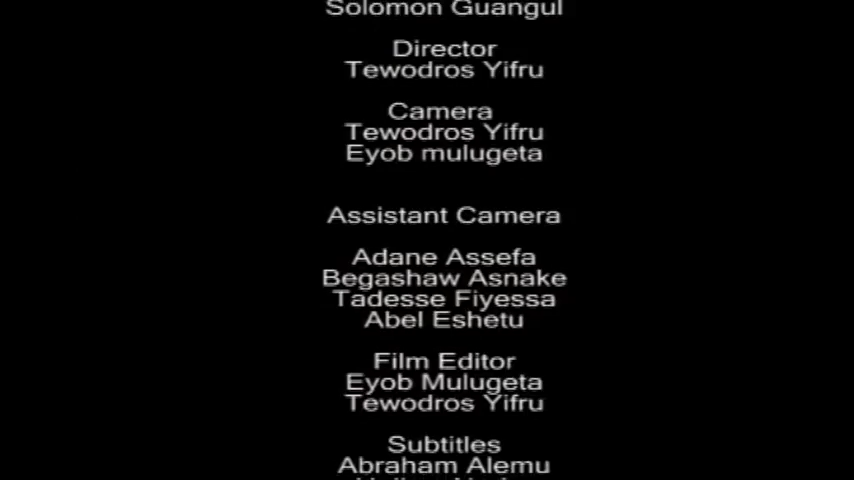 Solomon Guangul
Director
Tewodros Yifru
Camera
Tewodros Yifru
Eyob mulugeta
Assistant Camera
Adane Assefa
Begashaw Asnake
Tadesse Fiyessa
Abel Eshetu
Film Editor
Eyob Mulugeta
Tewodros Yifru
Subtitles
Abraham Alemu